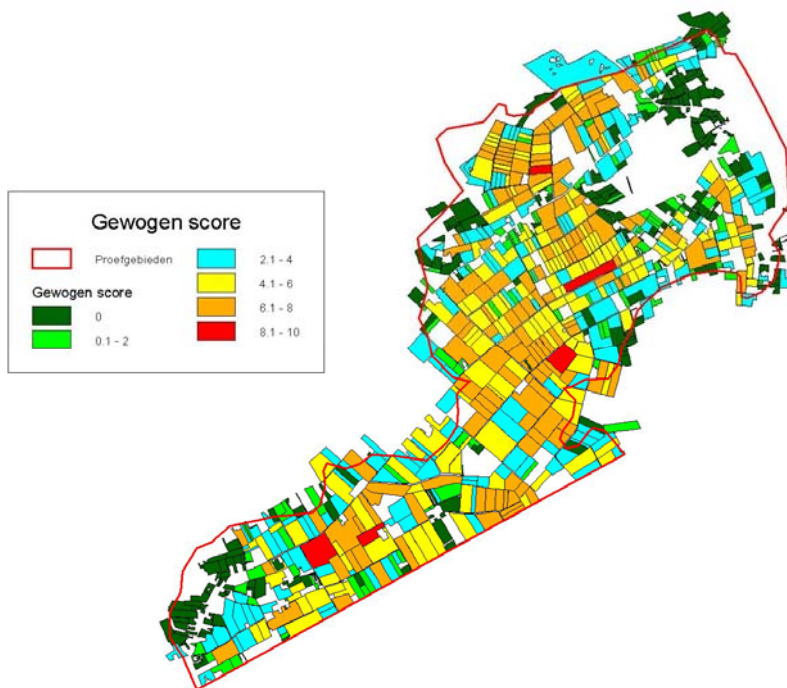 Gewogen score
Proefgebieden
Gewogen score
0
0.1 - 2
2.1 - 4
4.1 - 6
6.1 - 8
8.1 - 10